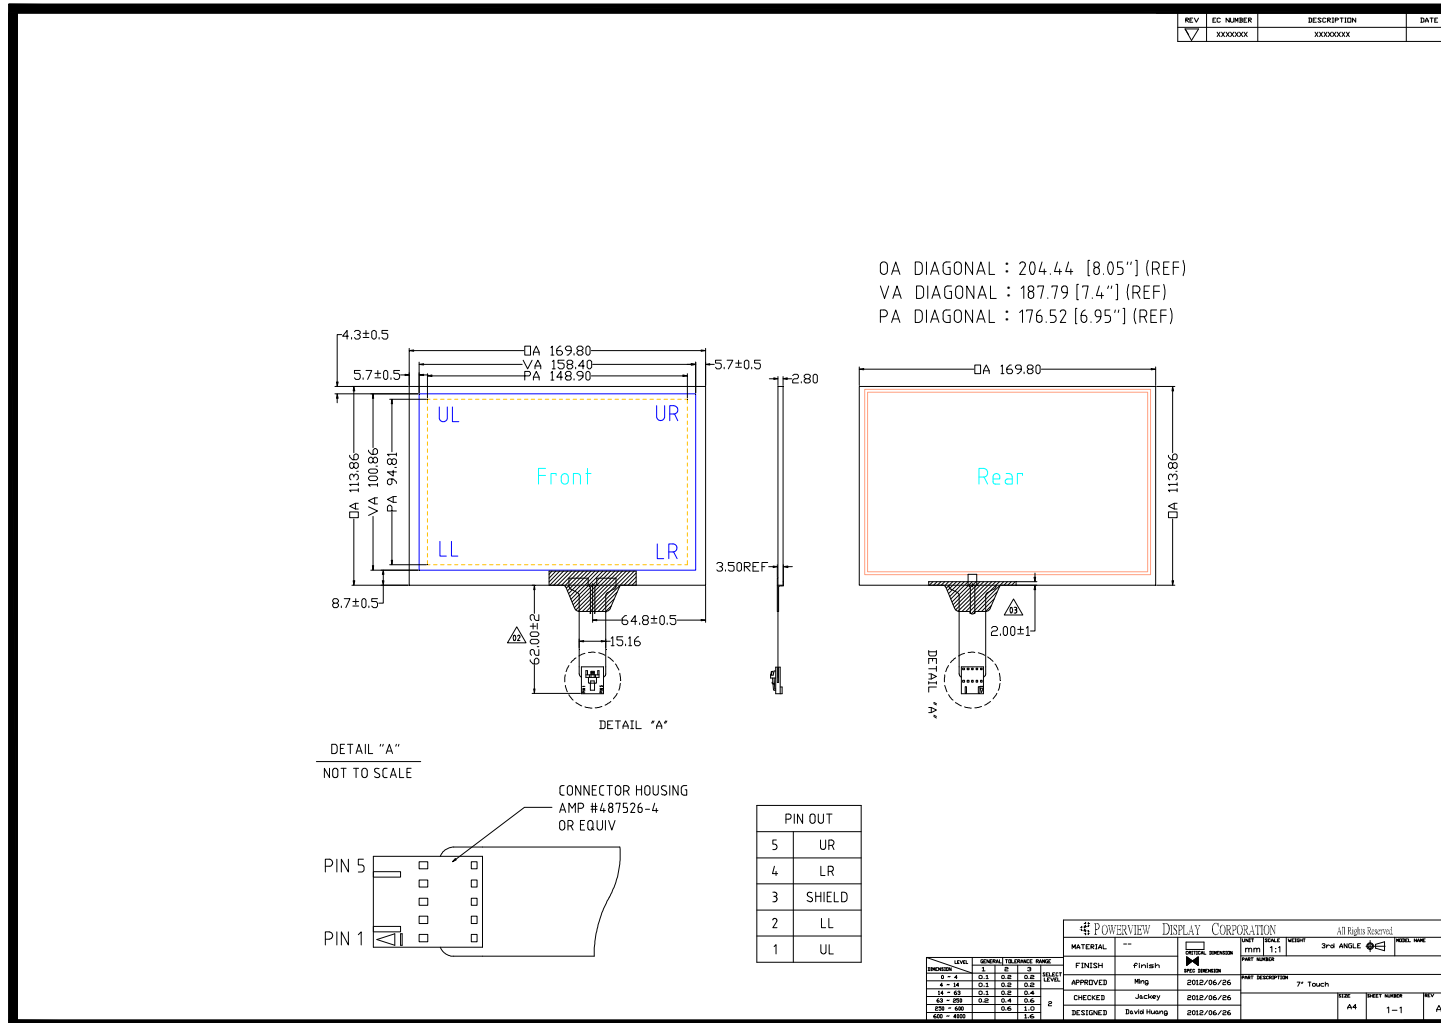 REV EC NUMBER DESCRIPTION DATE
XXXXXXX XXXXXXXX
OA DIAGONAL : 204.44 [8.05"] (REF)
VA DIAGONAL : 187.79 [7.4"] (REF)
PA DIAGONAL : 176.52 [6.95"] (REF)
4.3±0.5
OA 169.80
VA 158.40
PA 148.90
5.7±0.5
5.7±0.5
2.80
OA 169.80
UL UR
OA 113.86
VA 100.86
PA 94.81
Front
Rear
OA 113.86
LL LR
3.50REF
8.7±0.5
64.8±0.5
02
62.00±2
15.16
03
2.00±1
DETAIL "A"
DETAIL "A"
DETAIL "A"
NOT TO SCALE
CONNECTOR HOUSING
AMP #487526-4
OR EQUIV
PIN 5
PIN 1
PIN OUT
5 UR
4 LR
3 SHIELD
2 LL
1 UL
LEVEL GENERAL TOLERANCE RANGE
DIMENSION 1 2 3 SELECT LEVEL
0 ~ 4 0.1 0.2 0.2
4 ~ 14 0.1 0.2 0.2
14 ~ 63 0.1 0.2 0.4
63 ~ 250 0.2 0.4 0.6 2
250 ~ 600 0.6 1.0
600 ~ 4000 1.6
POWERVIEW DISPLAY CORPORATION All Rights Reserved.
MATERIAL --
CRITICAL DIMENSION
SPEC DIMENSION
UNIT mm
SCALE 1:1
WEIGHT
3rd ANGLE
MODEL NAME
FINISH finish
PART NUMBER
APPROVED Ming 2012/06/26
PART DESCRIPTION
7" Touch
CHECKED Jackey 2012/06/26
DESIGNED David Huang 2012/06/26
SIZE A4
SHEET NUMBER 1-1
REV A